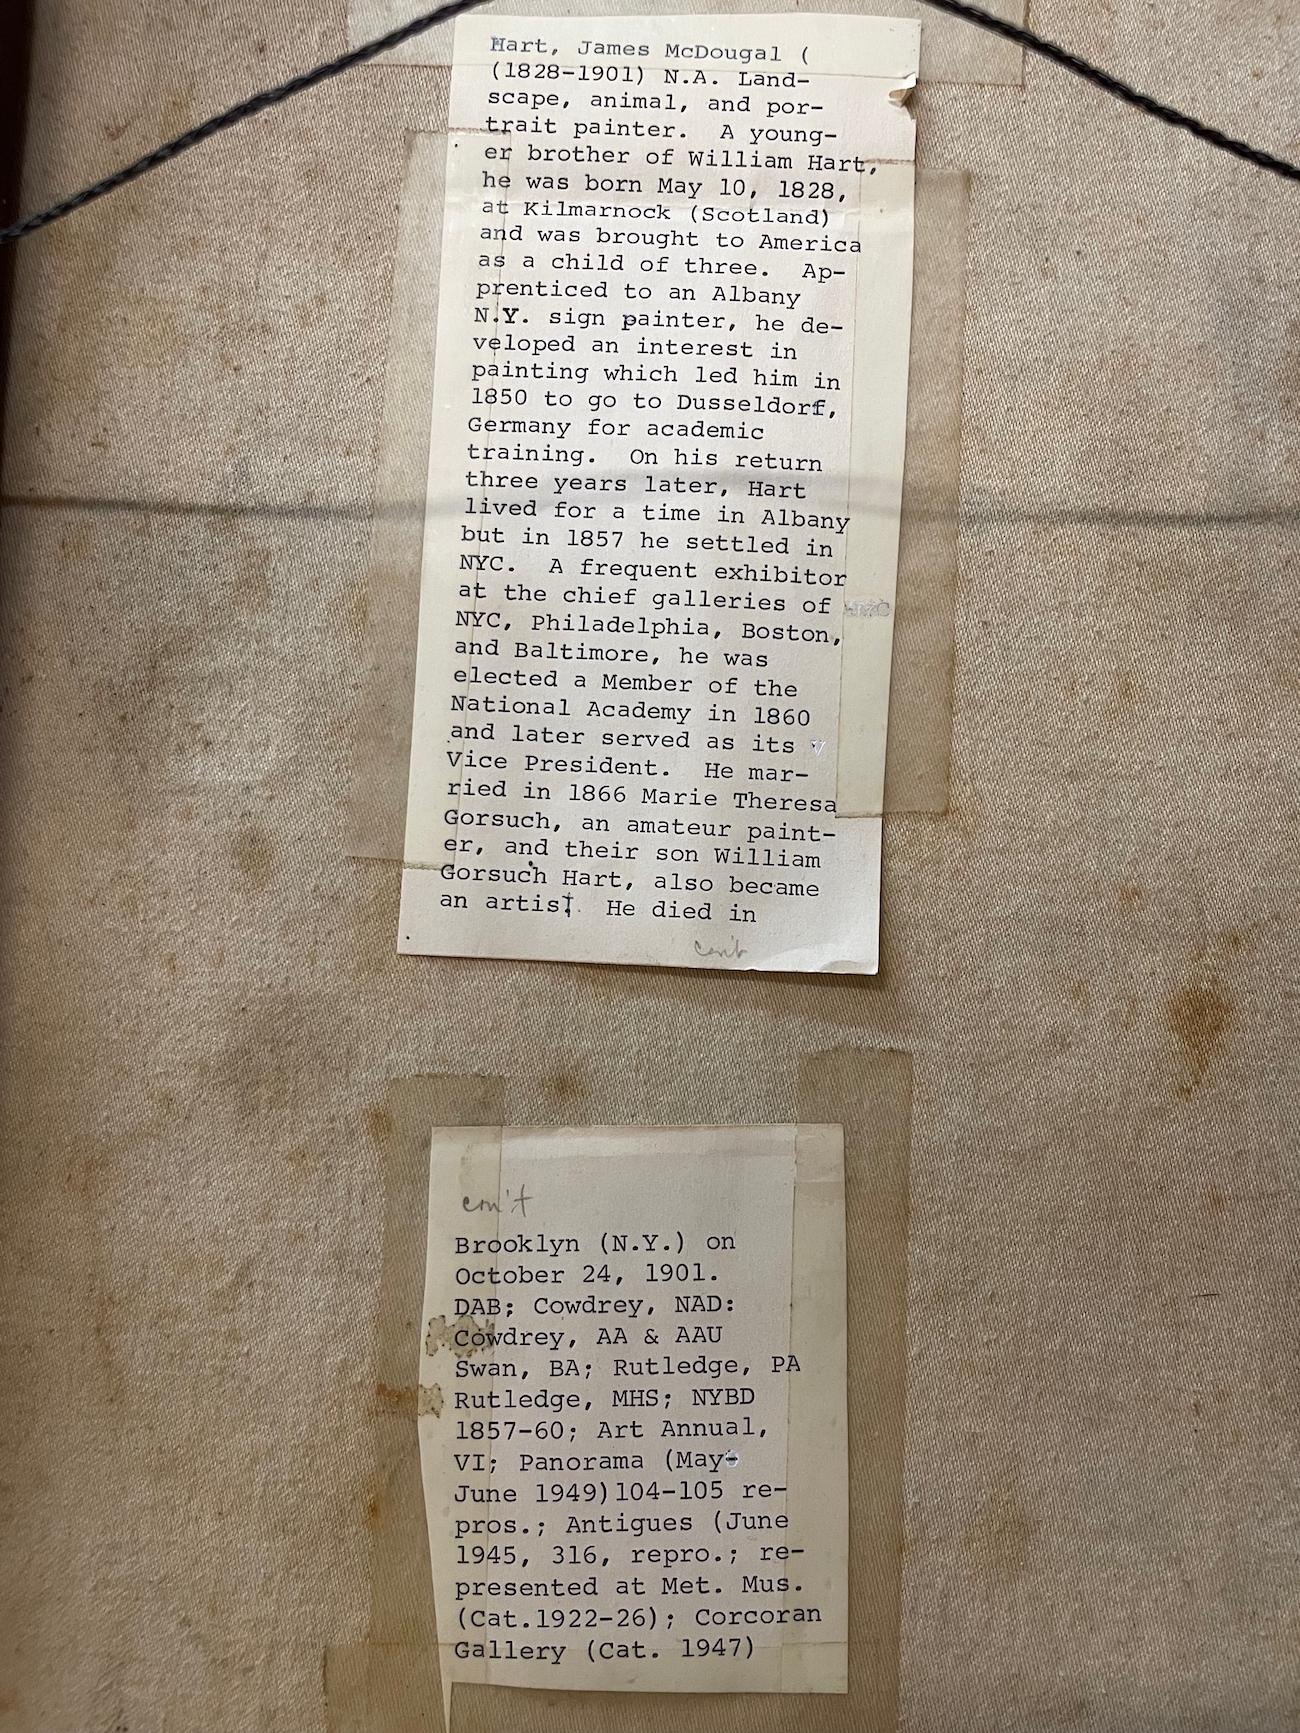 Hart, James McDougal (
(1828-1901) N.A. Land-
scape, animal, and por-
trait painter. A young-
er brother of William Hart,
he was born May 10, 1828,
at Kilmarnock (Scotland)
and was brought to America
as a child of three. Ap-
prenticed to an Albany
N.Y. sign painter, he de-
veloped an interest in
painting which led him in
1850 to go to Dusseldorf,
Germany for academic
training. On his return
three years later, Hart
lived for a time in Albany
but in 1857 he settled in
NYC. A frequent exhibitor
at the chief galleries of
NYC, Philadelphia, Boston,
and Baltimore, he was
elected a Member of the
National Academy in 1860
and later served as its
Vice President. He mar-
ried in 1866 Marie Theresa
Gorsuch, an amateur paint-
er, and their son William
Gorsuch Hart, also became
an artist. He died in
con't
con't
Brooklyn (N.Y.) on
October 24, 1901.
DAB; Cowdrey, NAD:
Cowdrey, AA & AAU
Swan, BA; Rutledge, PA
Rutledge, MHS; NYBD
1857-60; Art Annual,
VI; Panorama (May-
June 1949)104-105 re-
pros.; Antigues (June
1945, 316, repro.; re-
presented at Met. Mus.
(Cat.1922-26); Corcoran
Gallery (Cat. 1947)